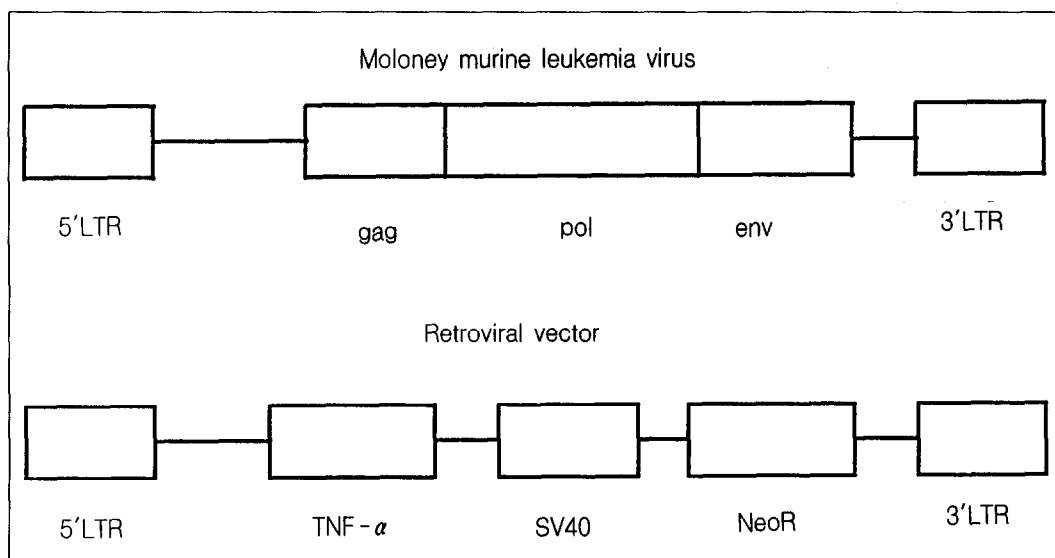 Moloney murine leukemia virus
5'LTR gag pol env 3'LTR
Retroviral vector
5'LTR TNF-α SV40 NeoR 3'LTR